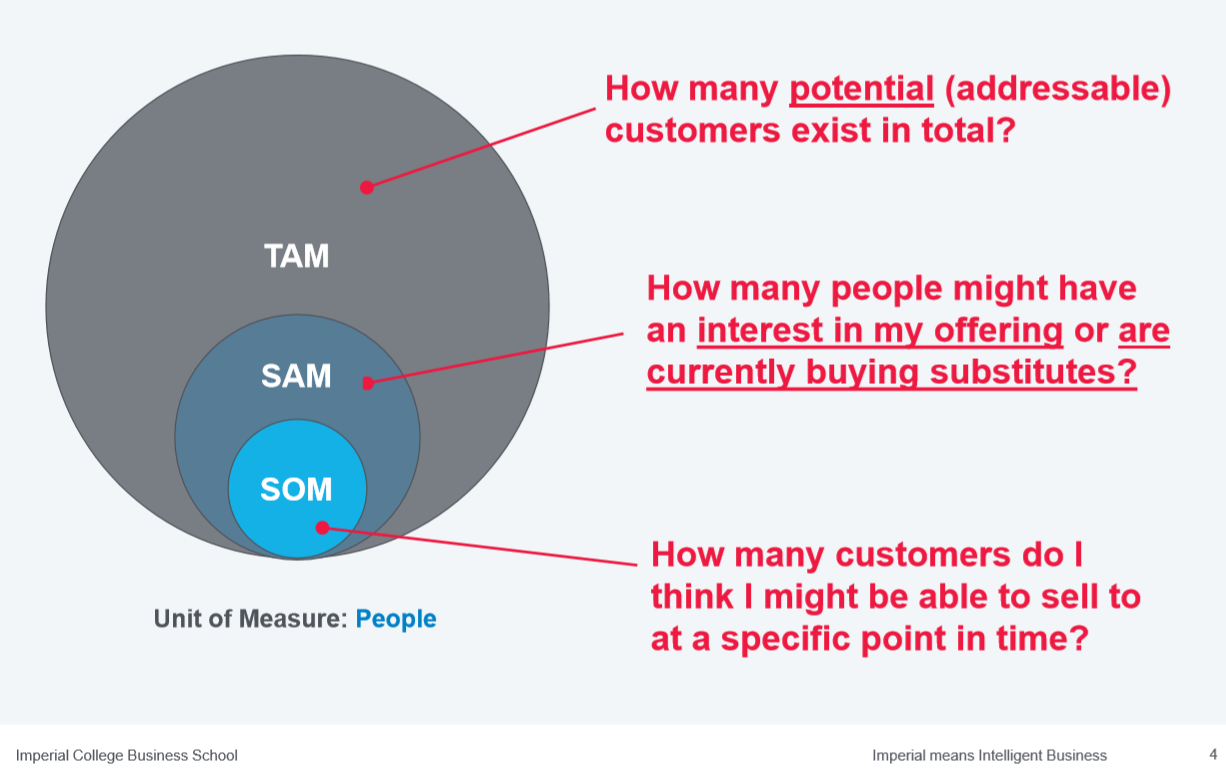 How many potential (addressable)
customers exist in total?
TAM
How many people might have
an interest in my offering or are
currently buying substitutes?
SAM
SOM
How many customers do I
think I might be able to sell to
at a specific point in time?
Unit of Measure: People
Imperial College Business School
Imperial means Intelligent Business
4